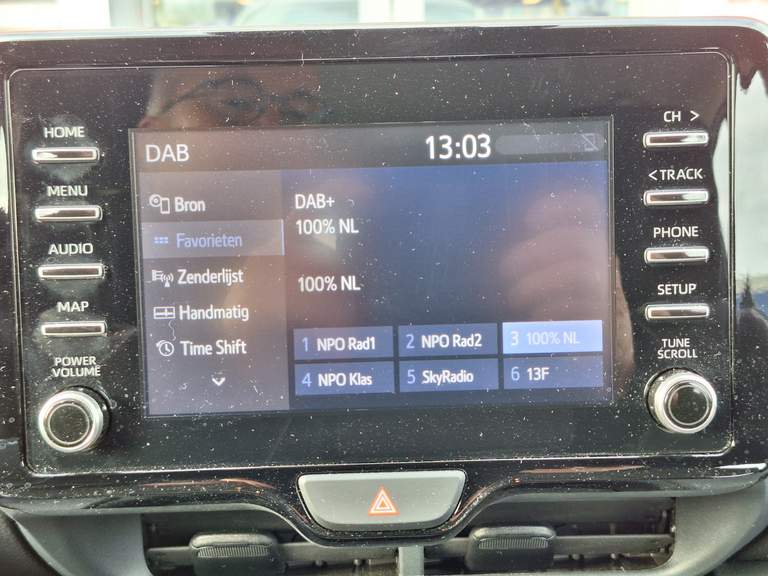 HOME
MENU
AUDIO
MAP
POWER
VOLUME
DAB 13:03
Bron
Favorieten
Zenderlijst
Handmatig
Time Shift
DAB+
100% NL
100% NL
1 NPO Rad1 2 NPO Rad2 3 100% NL
4 NPO Klas 5 SkyRadio 6 13F
CH >
< TRACK
PHONE
SETUP
TUNE
SCROLL